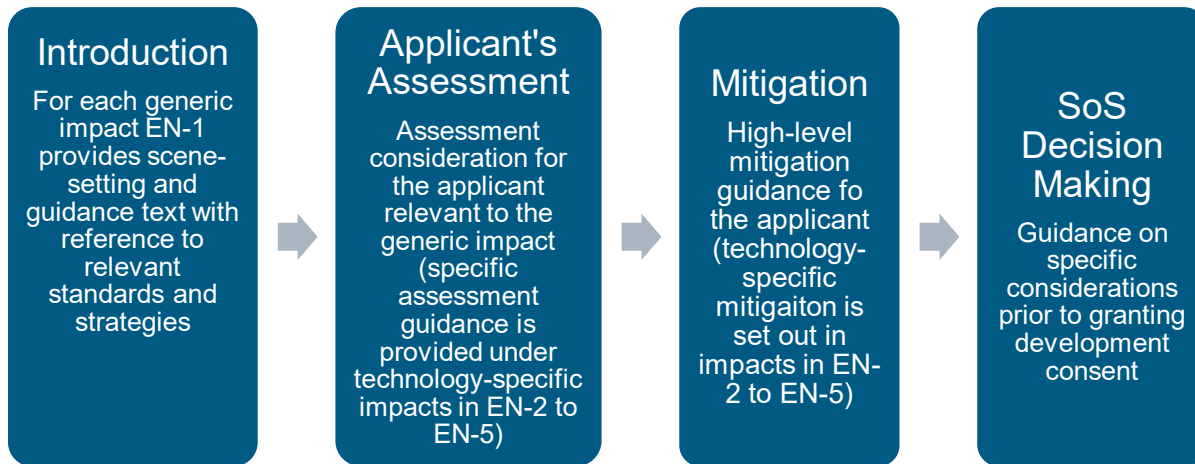 Introduction
For each generic
impact EN-1
provides scene-
setting and
guidance text with
reference to
relevant
standards and
strategies
Applicant's
Assessment
Assessment
consideration for
the applicant
relevant to the
generic impact
(specific
assessment
guidance is
provided under
technology-specific
impacts in EN-2 to
EN-5)
Mitigation
High-level
mitigation
guidance fo
the applicant
(technology-
specific
mitigaiton is
set out in
impacts in EN-
2 to EN-5)
SoS
Decision
Making
Guidance on
specific
considerations
prior to granting
development
consent